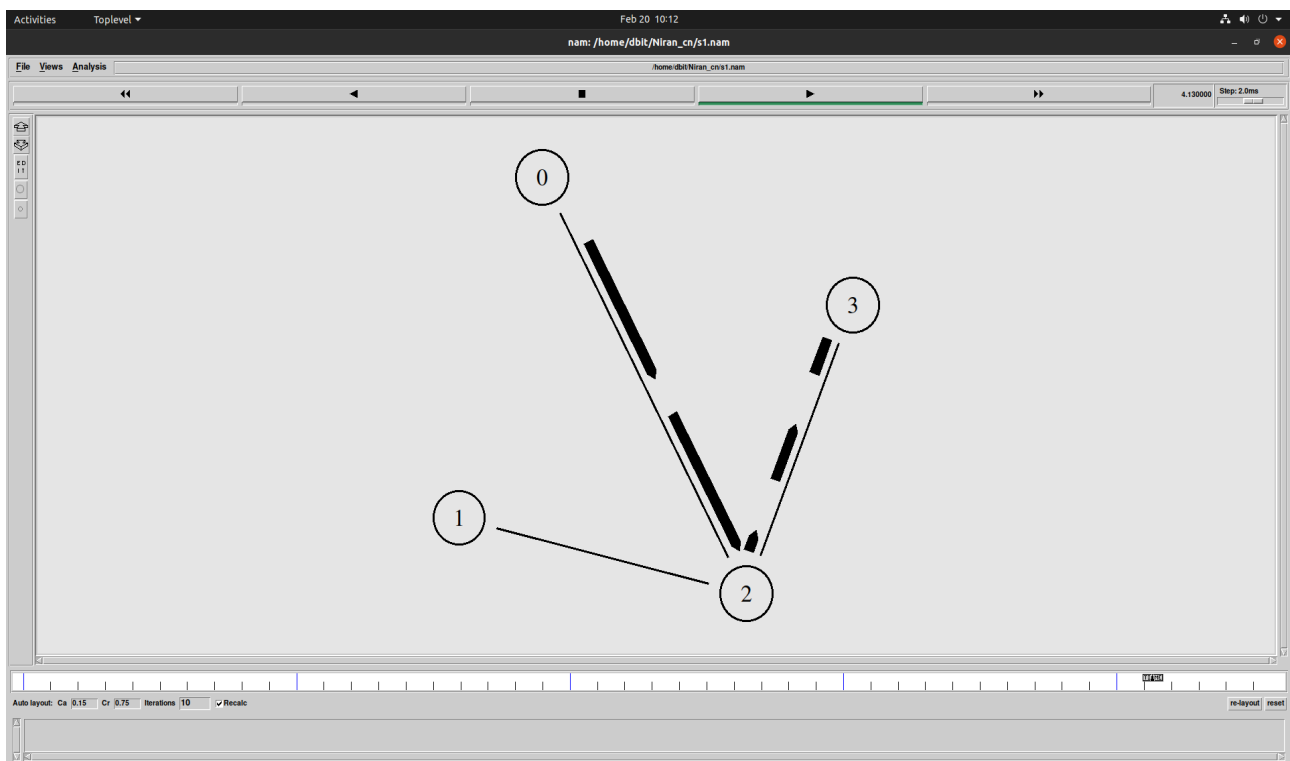 Activities Toplevel Feb 20 10:12
nam: /home/dbit/Niran_cn/s1.nam
File Views Analysis /home/dbit/Niran_cn/s1.nam
4.130000 Step: 2.0ms
E D
I T
0
3
1
2
Auto layout: Ca 0.15 Cr 0.75 Iterations 10 Recalc re-layout reset